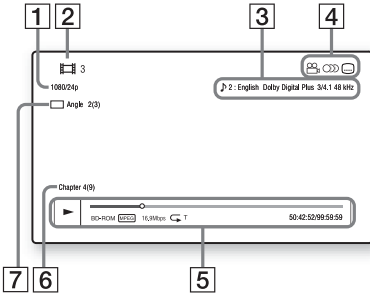 1 2 3 4
3
1080/24p
♪ 2 : English Dolby Digital Plus 3/4.1 48 kHz
Angle 2(3)
Chapter 4(9)
BD-ROM MPEG 16,9Mbps T 50:42:52/99:59:59
7 6 5